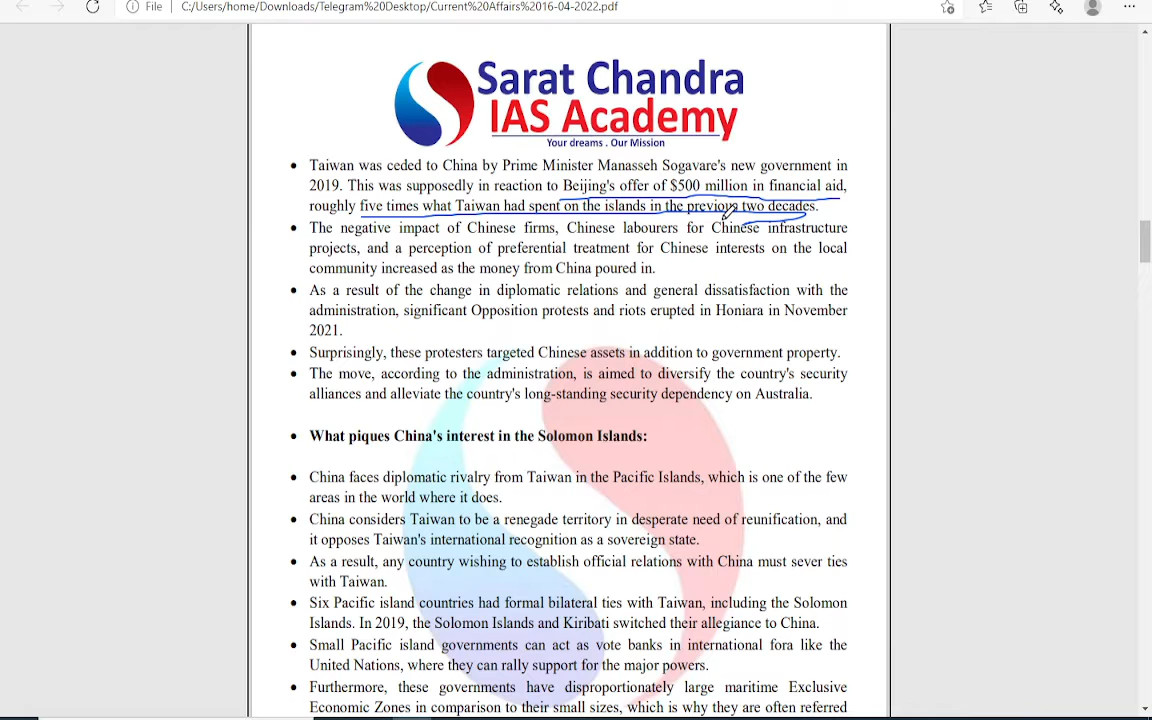 File
C:/Users/home/Downloads/Telegram%20Desktop/Current%20Affairs%2016-04-2022.pdf
Sarat Chandra
IAS Academy
Your dreams . Our Mission
• Taiwan was ceded to China by Prime Minister Manasseh Sogavare's new government in
2019. This was supposedly in reaction to Beijing's offer of $500 million in financial aid,
roughly five times what Taiwan had spent on the islands in the previous two decades.
• The negative impact of Chinese firms, Chinese labourers for Chinese infrastructure
projects, and a perception of preferential treatment for Chinese interests on the local
community increased as the money from China poured in.
• As a result of the change in diplomatic relations and general dissatisfaction with the
administration, significant Opposition protests and riots erupted in Honiara in November
2021.
• Surprisingly, these protesters targeted Chinese assets in addition to government property.
• The move, according to the administration, is aimed to diversify the country's security
alliances and alleviate the country's long-standing security dependency on Australia.
• What piques China's interest in the Solomon Islands:
• China faces diplomatic rivalry from Taiwan in the Pacific Islands, which is one of the few
areas in the world where it does.
• China considers Taiwan to be a renegade territory in desperate need of reunification, and
it opposes Taiwan's international recognition as a sovereign state.
• As a result, any country wishing to establish official relations with China must sever ties
with Taiwan.
• Six Pacific island countries had formal bilateral ties with Taiwan, including the Solomon
Islands. In 2019, the Solomon Islands and Kiribati switched their allegiance to China.
• Small Pacific island governments can act as vote banks in international fora like the
United Nations, where they can rally support for the major powers.
• Furthermore, these governments have disproportionately large maritime Exclusive
Economic Zones in comparison to their small sizes, which is why they are often referred